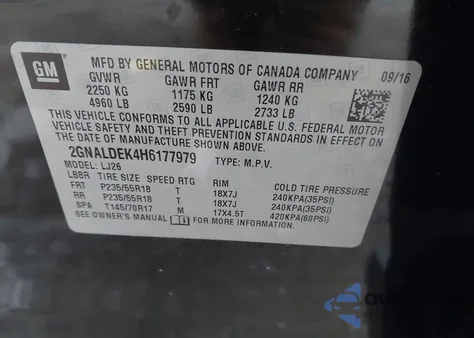 GM
MFD BY GENERAL MOTORS OF CANADA COMPANY 09/16
GVWR GAWR FRT GAWR RR
2250 KG 1175 KG 1240 KG
4960 LB 2590 LB 2733 LB
THIS VEHICLE CONFORMS TO ALL APPLICABLE U.S. FEDERAL MOTOR
VEHICLE SAFETY AND THEFT PREVENTION STANDARDS IN EFFECT ON
THE DATE OF MANUFACTURE SHOWN ABOVE.
2GNALDEK4H6177979 TYPE: M.P.V.
MODEL: LJ26
LBBR TIRE SIZE SPEED RTG RIM COLD TIRE PRESSURE
FRT P235/55R18 T 18X7J 240KPA(35PSI)
RR P235/55R18 T 18X7J 240KPA(35PSI)
SPA T145/70R17 M 17X4.5T 420KPA(60PSI)
SEE OWNER'S MANUAL FOR MORE INFORMATION.